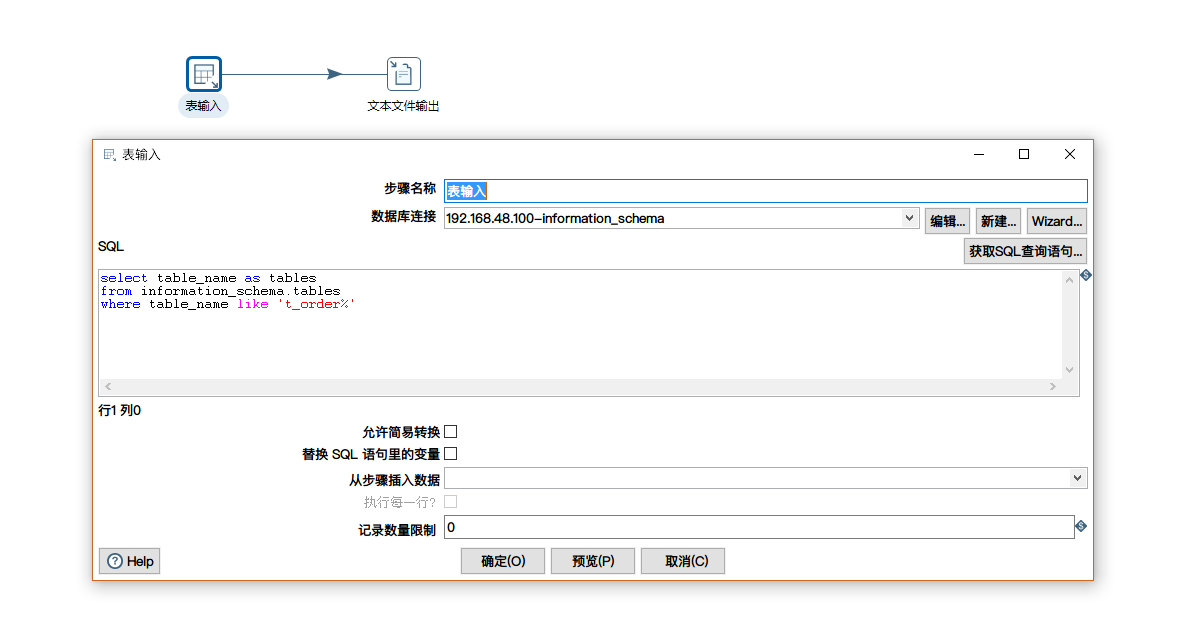 表输入
文本文件输出
表输入
步骤名称 表输入
数据库连接 192.168.48.100-information_schema 编辑... 新建... Wizard...
SQL 获取SQL查询语句...
select table_name as tables
from information_schema.tables
where table_name like 't_order%'
行1 列0
允许简易转换
替换 SQL 语句里的变量
从步骤插入数据
执行每一行?
记录数量限制 0
Help 确定(O) 预览(P) 取消(C)